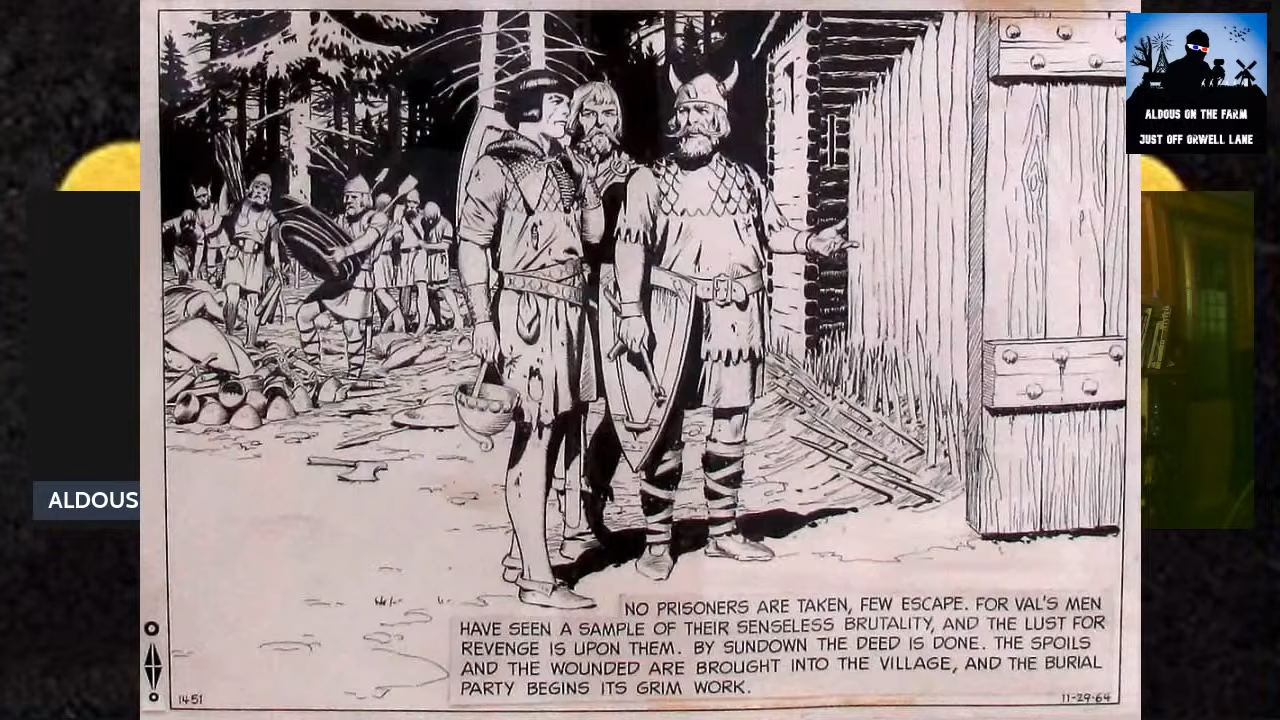 ALDOUS ON THE FARM
JUST OFF ORWELL LANE
ALDOUS
NO PRISONERS ARE TAKEN, FEW ESCAPE. FOR VAL'S MEN
HAVE SEEN A SAMPLE OF THEIR SENSELESS BRUTALITY, AND THE LUST FOR
REVENGE IS UPON THEM. BY SUNDOWN THE DEED IS DONE. THE SPOILS
AND THE WOUNDED ARE BROUGHT INTO THE VILLAGE, AND THE BURIAL
PARTY BEGINS ITS GRIM WORK.
1451
11-29-64